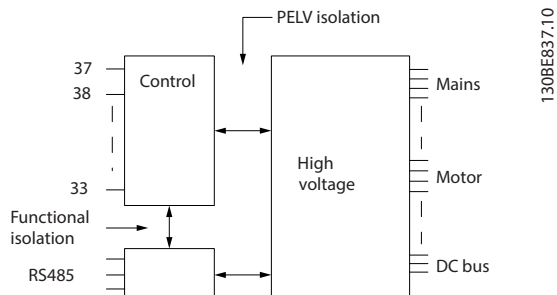 PELV isolation
130BE837.10
37
Control
38
Mains
High
voltage
Motor
33
Functional
isolation
DC bus
RS485